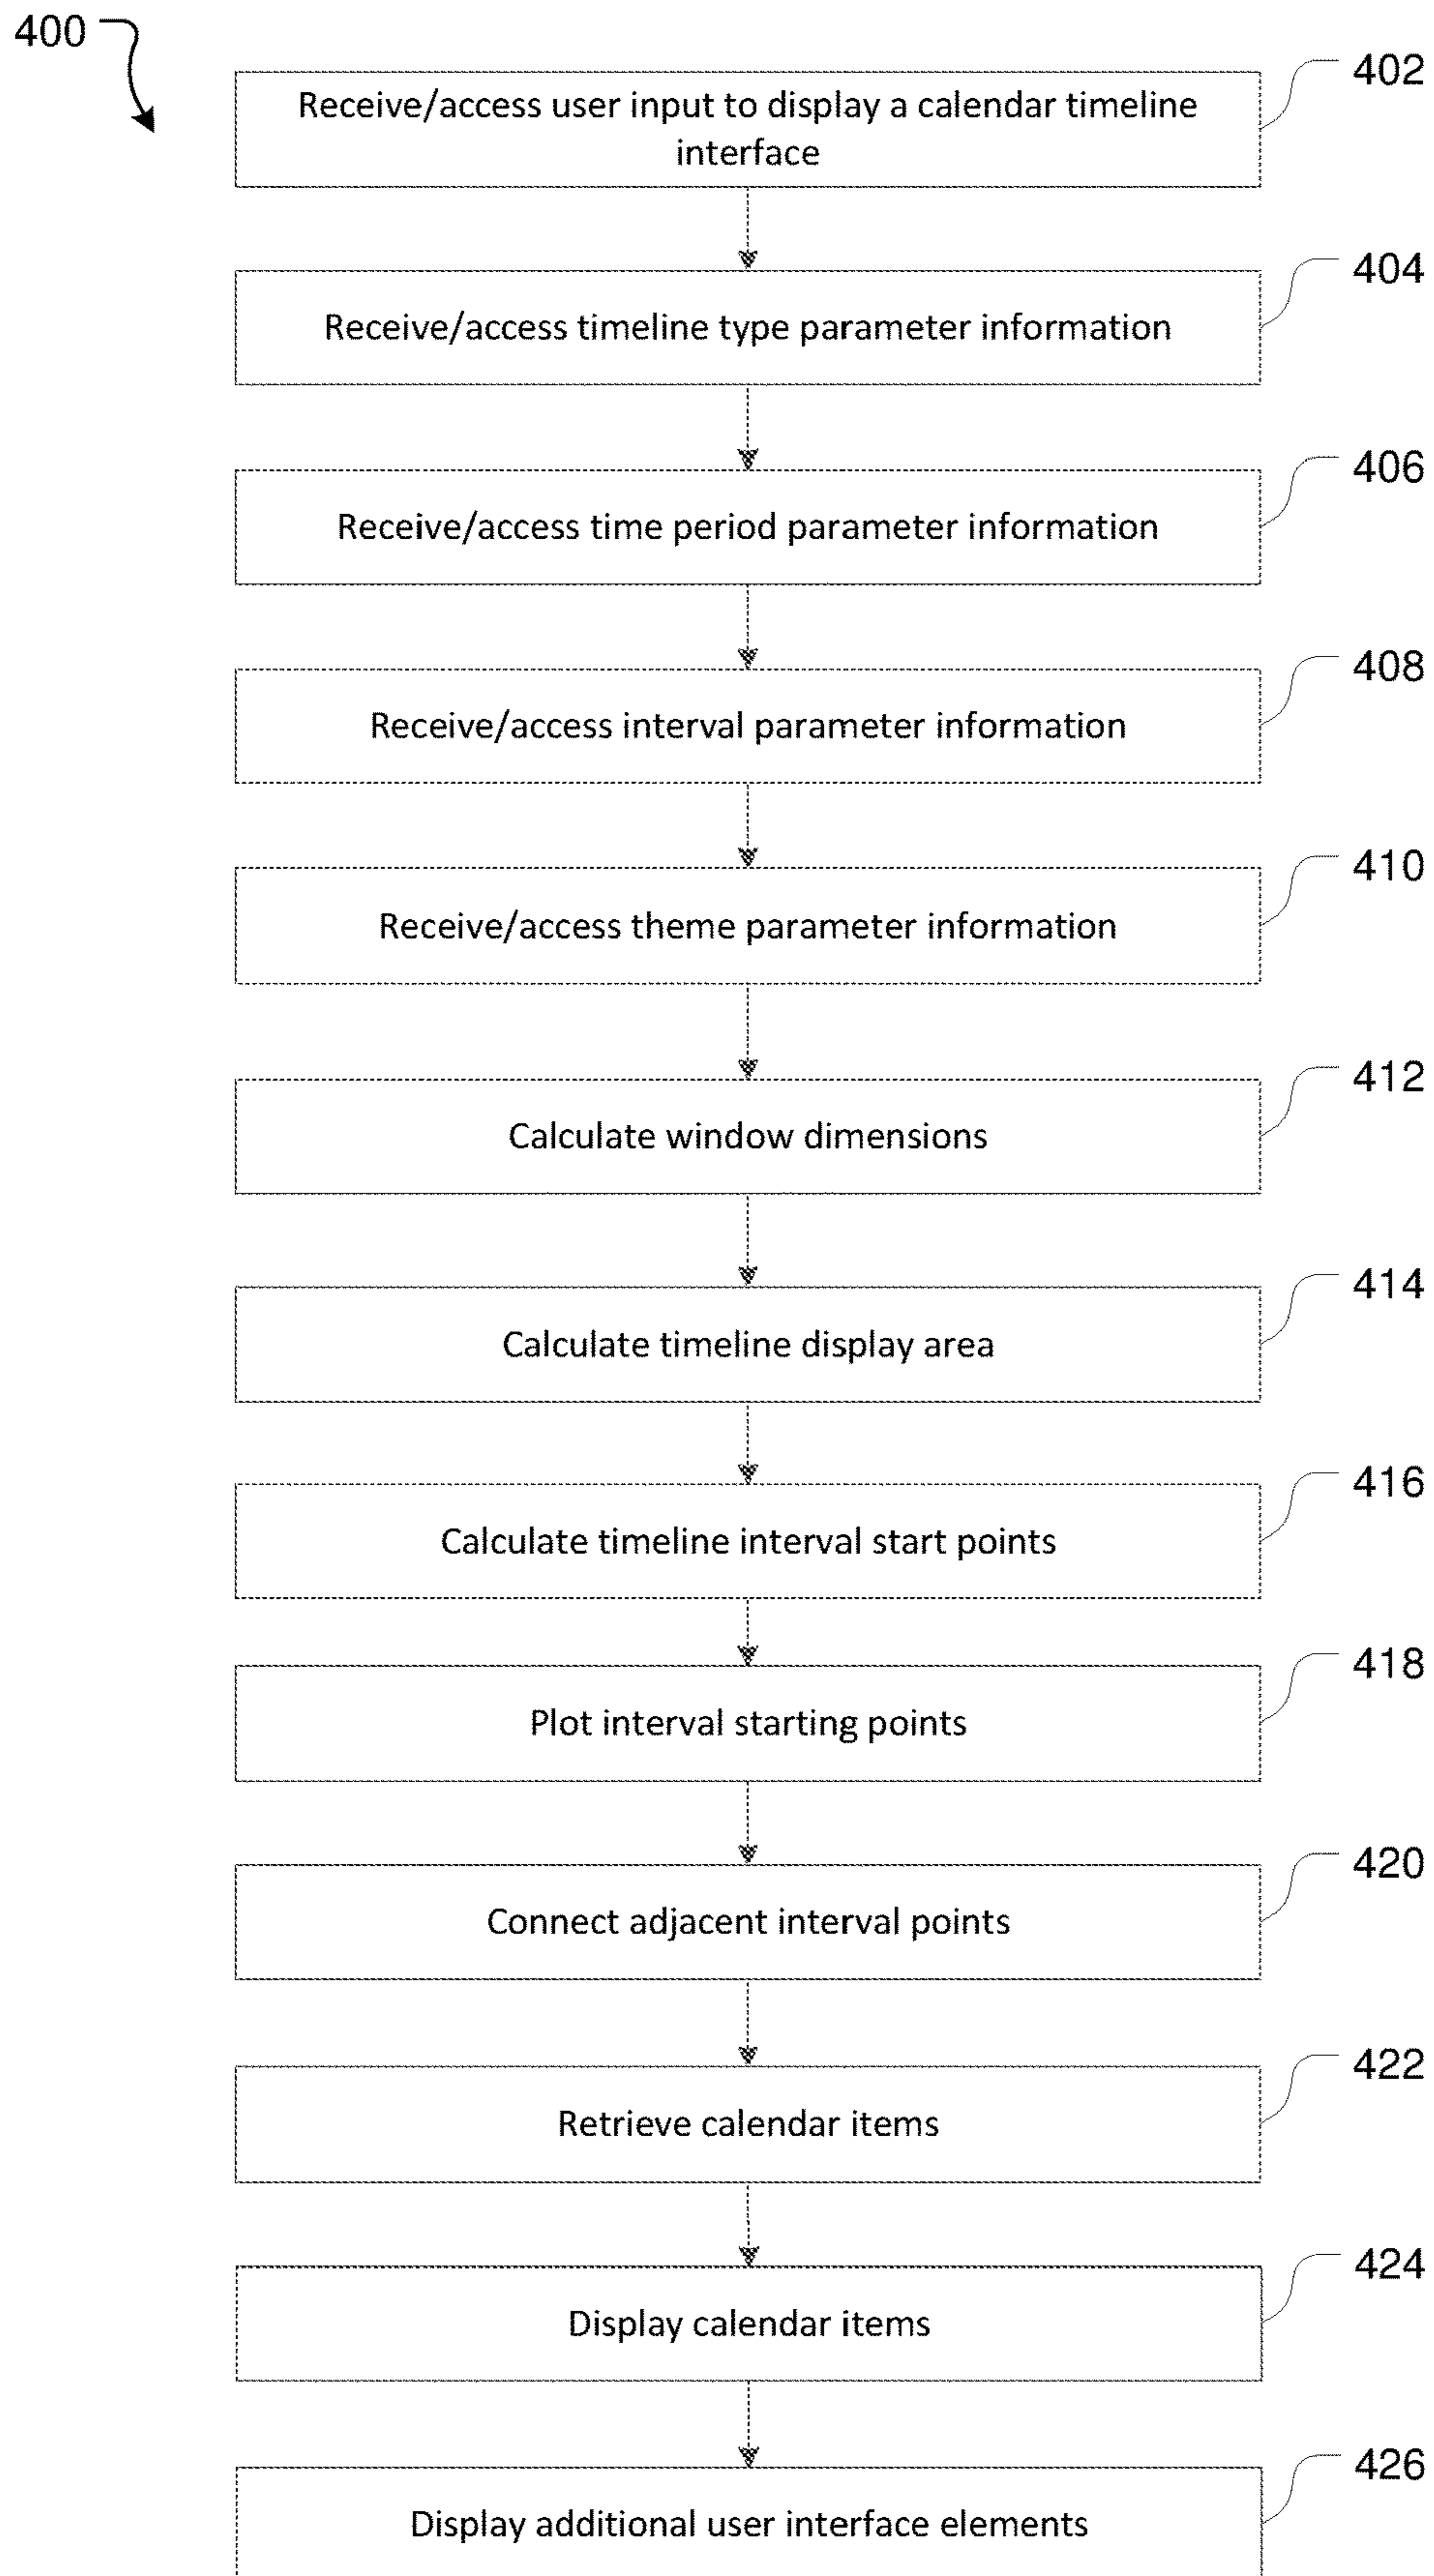 400
402
Receive/access user input to display a calendar timeline
interface
404
Receive/access timeline type parameter information
406
Receive/access time period parameter information
408
Receive/access interval parameter information
410
Receive/access theme parameter information
412
Calculate window dimensions
414
Calculate timeline display area
416
Calculate timeline interval start points
418
Plot interval starting points
420
Connect adjacent interval points
422
Retrieve calendar items
424
Display calendar items
426
Display additional user interface elements